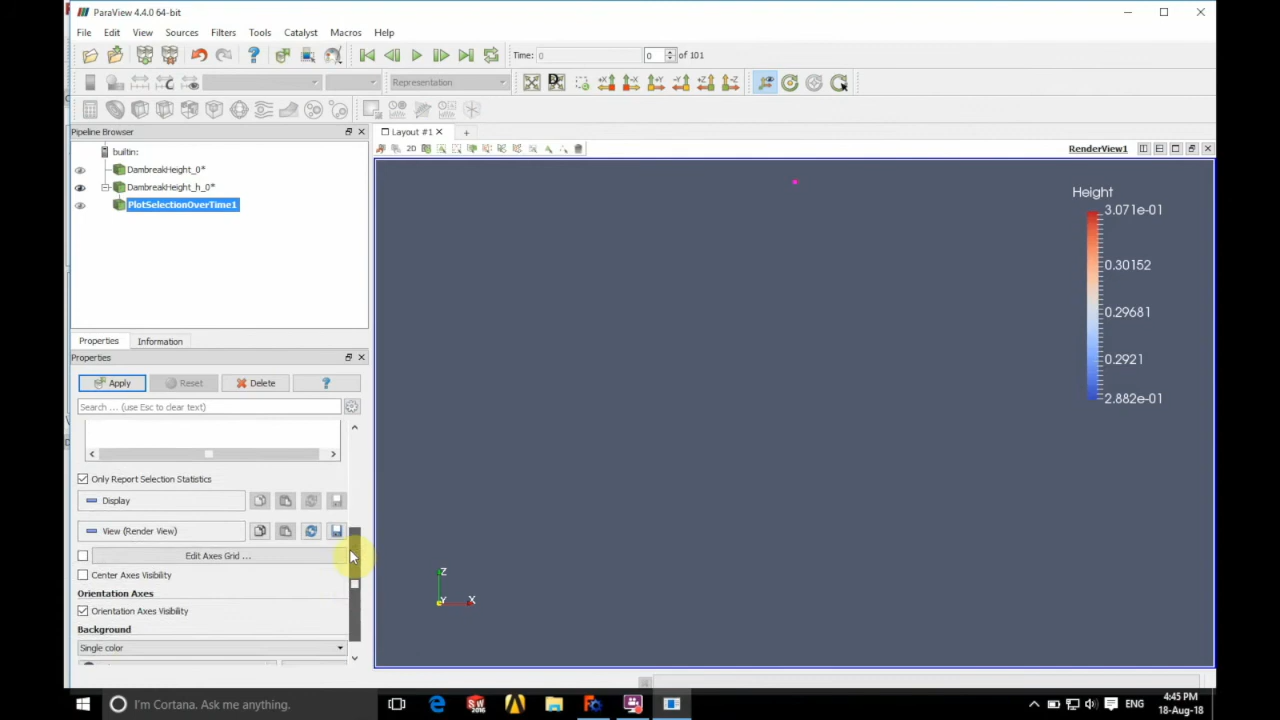 ParaView 4.4.0 64-bit
File Edit View Sources Filters Tools Catalyst Macros Help
Time: 0 0 of 101
Representation
Pipeline Browser
Layout #1
2D
RenderView1
builtin:
DambreakHeight_0*
DambreakHeight_h_0*
PlotSelectionOverTime1
Height
3.071e-01
0.30152
0.29681
0.2921
2.882e-01
Properties Information
Properties
Apply Reset Delete ?
Search ... (use Esc to clear text)
Only Report Selection Statistics
Display
View (Render View)
Edit Axes Grid ...
Center Axes Visibility
Orientation Axes
Orientation Axes Visibility
Background
Single color
Z
Y X
I'm Cortana. Ask me anything.
ENG
4:45 PM
18-Aug-18